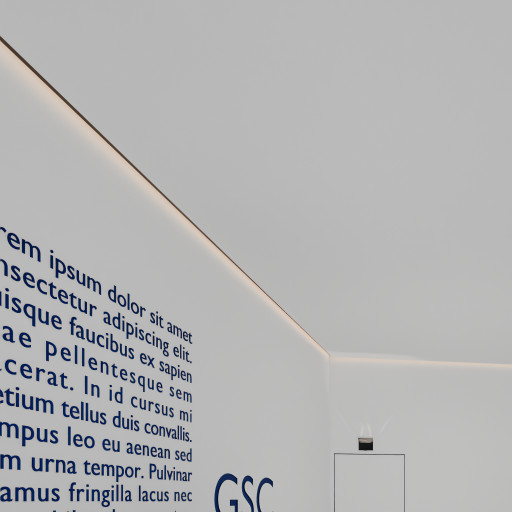 rem ipsum dolor sit amet
nsectetur adipiscing elit.
uisque faucibus ex sapien
ae pellentesque sem
cerat. In id cursus mi
etium tellus duis convallis.
mpus leo eu aenean sed
m urna tempor. Pulvinar
amus fringilla lacus nec
GSC